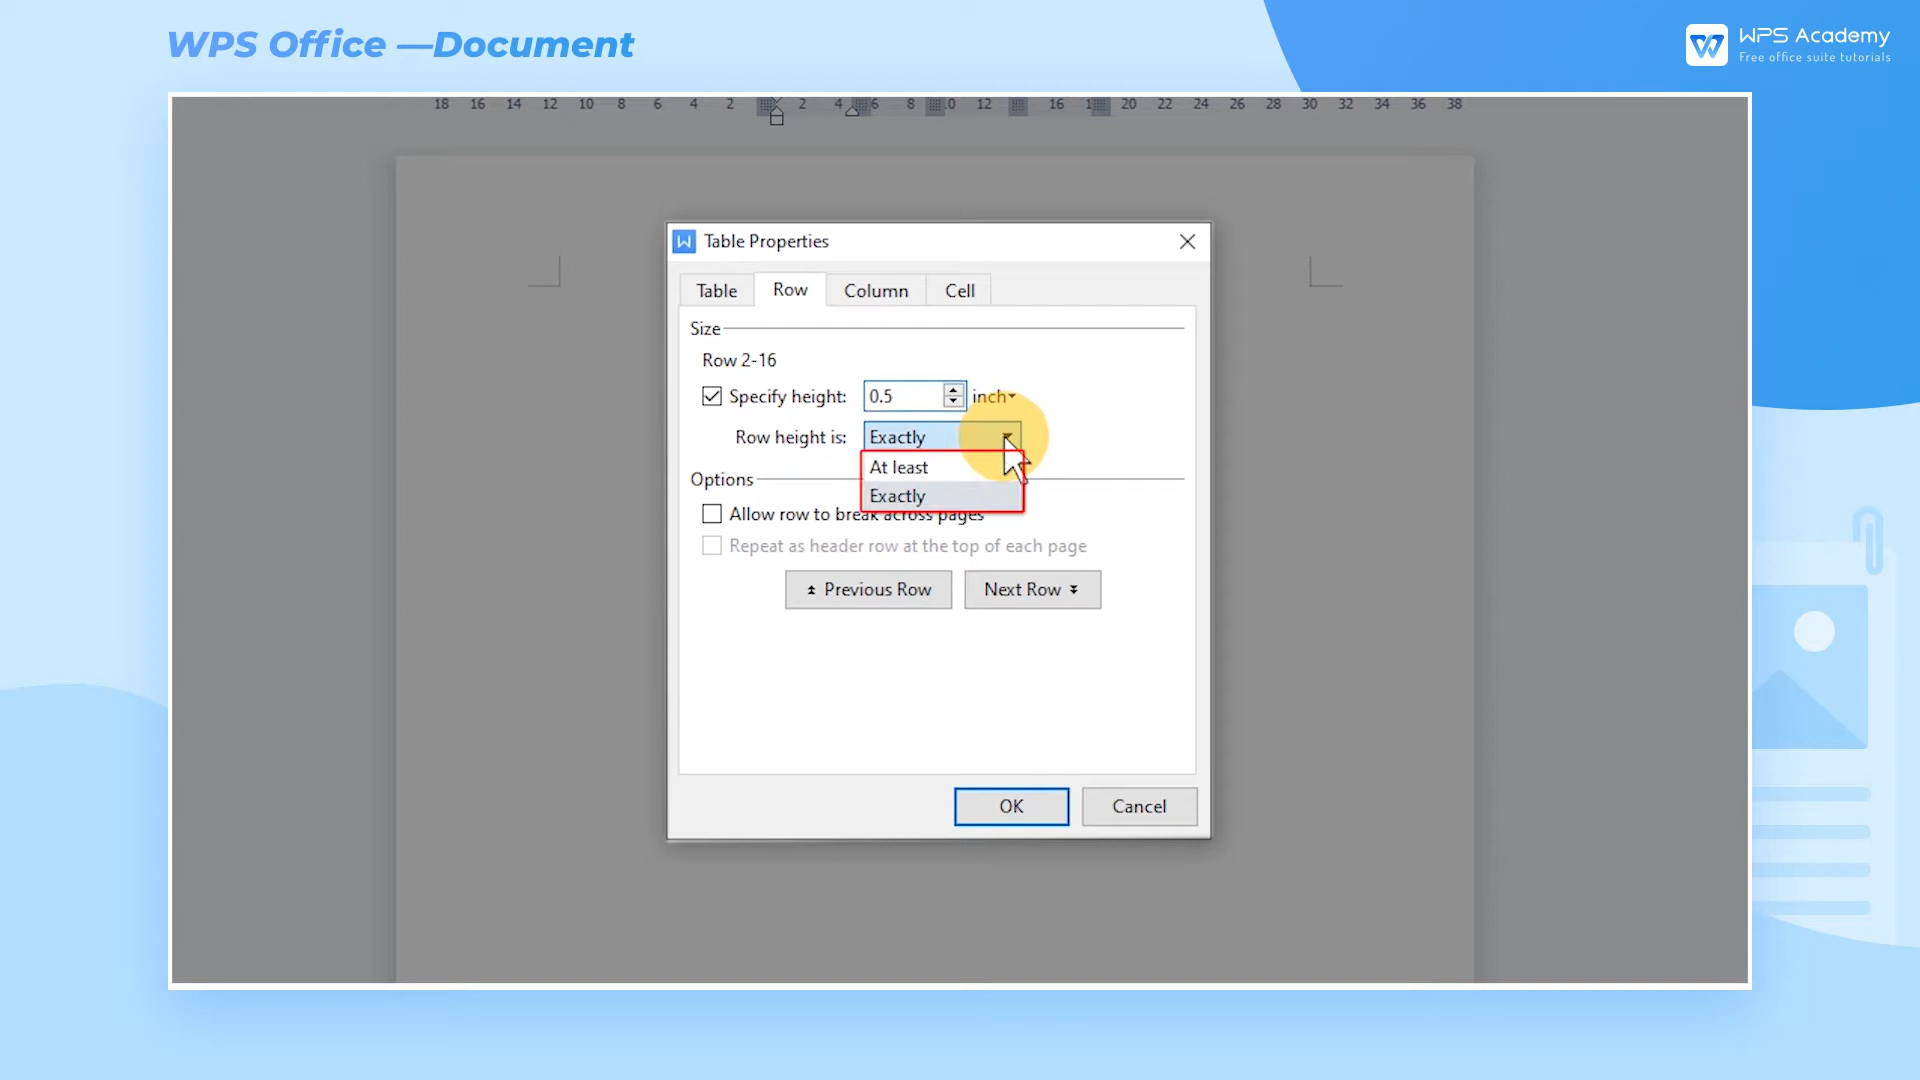 WPS Office —Document
WPS Academy
Free office suite tutorials
18 16 14 12 10 8 6 4 2 2 4 6 8 10 12 16 1 20 22 24 26 28 30 32 34 36 38
Table Properties
Table Row Column Cell
Size
Row 2-16
Specify height: 0.5 inch
Row height is: Exactly
At least
Options
Exactly
Allow row to break across pages
Repeat as header row at the top of each page
Previous Row Next Row
OK Cancel